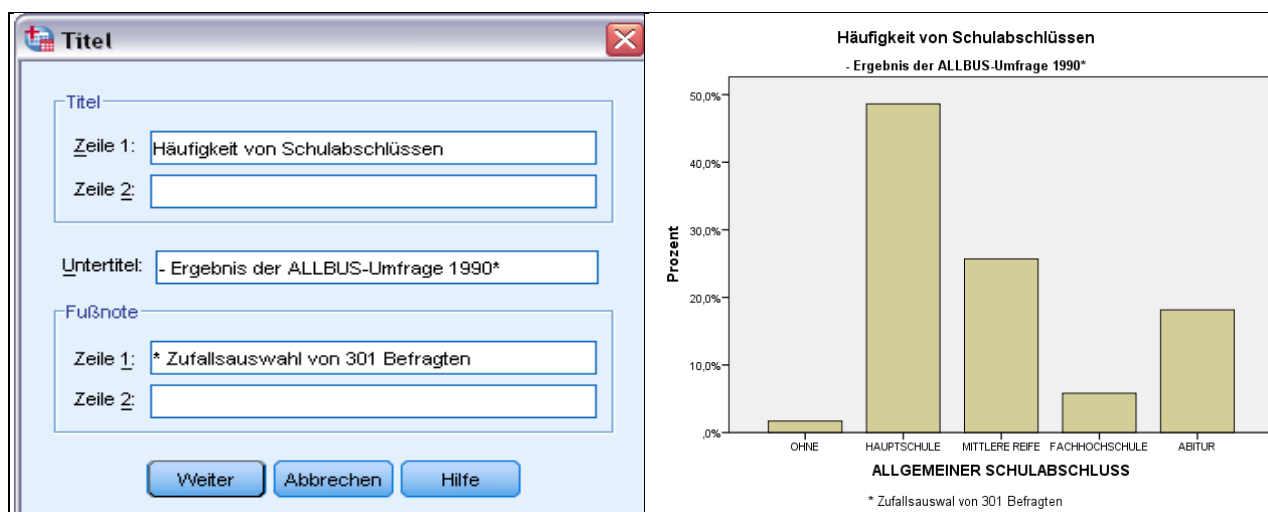 Titel
Titel
Zeile 1: Häufigkeit von Schulabschlüssen
Zeile 2:
Untertitel: - Ergebnis der ALLBUS-Umfrage 1990*
Fußnote
Zeile 1: * Zufallsauswahl von 301 Befragten
Zeile 2:
Weiter Abbrechen Hilfe
Häufigkeit von Schulabschlüssen
- Ergebnis der ALLBUS-Umfrage 1990*
50,0%
40,0%
30,0%
20,0%
10,0%
,0%
Prozent
OHNE HAUPTSCHULE MITTLERE REIFE FACHHOCHSCHULE ABITUR
ALLGEMEINER SCHULABSCHLUSS
* Zufallsauswal von 301 Befragten